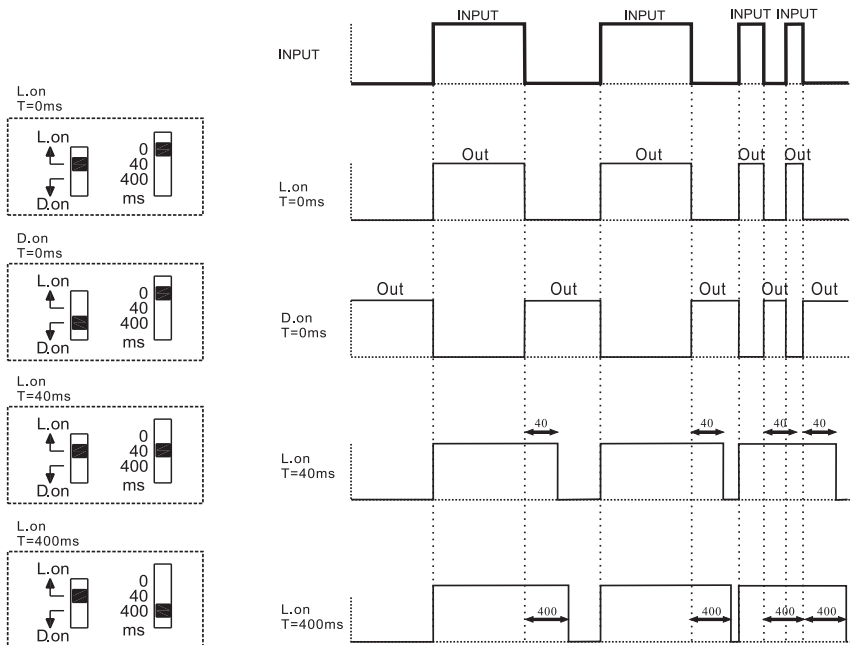 L.on
T=0ms
L.on
D.on
0
40
400
ms
D.on
T=0ms
L.on
D.on
0
40
400
ms
L.on
T=40ms
L.on
D.on
0
40
400
ms
L.on
T=400ms
L.on
D.on
0
40
400
ms
INPUT INPUT INPUT INPUT
INPUT
Out Out Out Out
L.on
T=0ms
Out Out Out Out Out
D.on
T=0ms
40 40 40 40
L.on
T=40ms
400 400 400 400
L.on
T=400ms